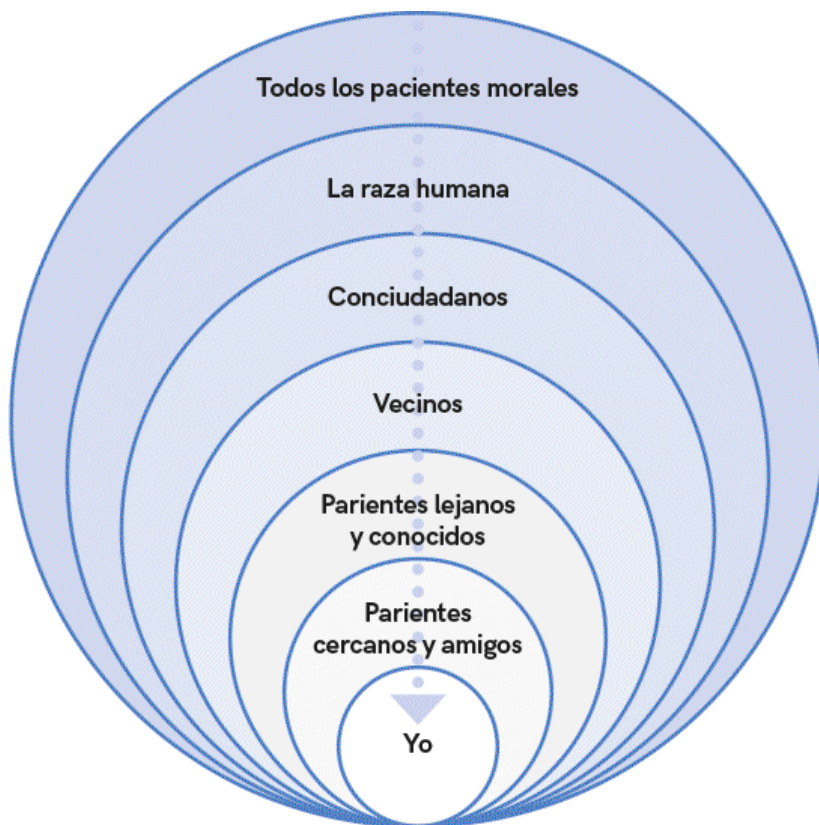 Todos los pacientes morales
La raza humana
Conciudadanos
Vecinos
Parientes lejanos
y conocidos
Parientes
cercanos y amigos
Yo